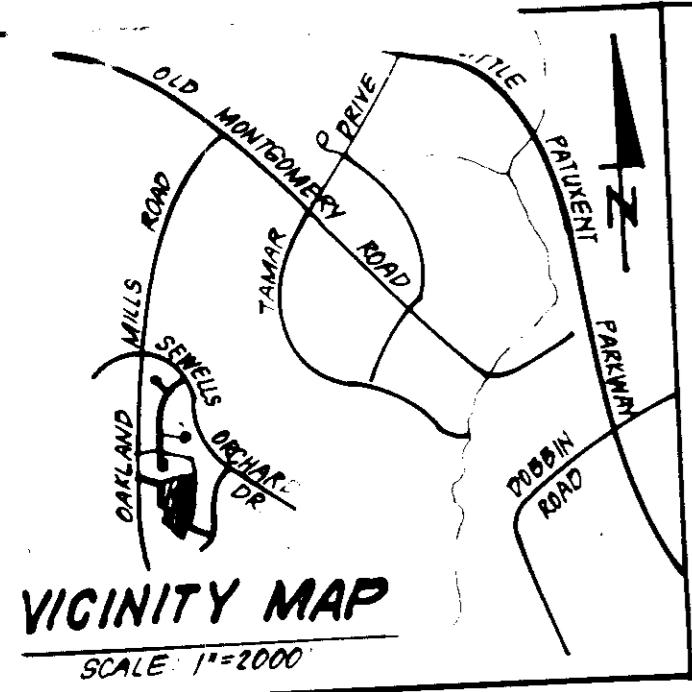 OLD MONTGOMERY ROAD
TAMAR DRIVE
LITTLE PATUXENT PARKWAY
N
OAKLAND MILLS ROAD
SEWELLS ORCHARD DR.
DOBBIN ROAD
VICINITY MAP
SCALE: 1"=2000'